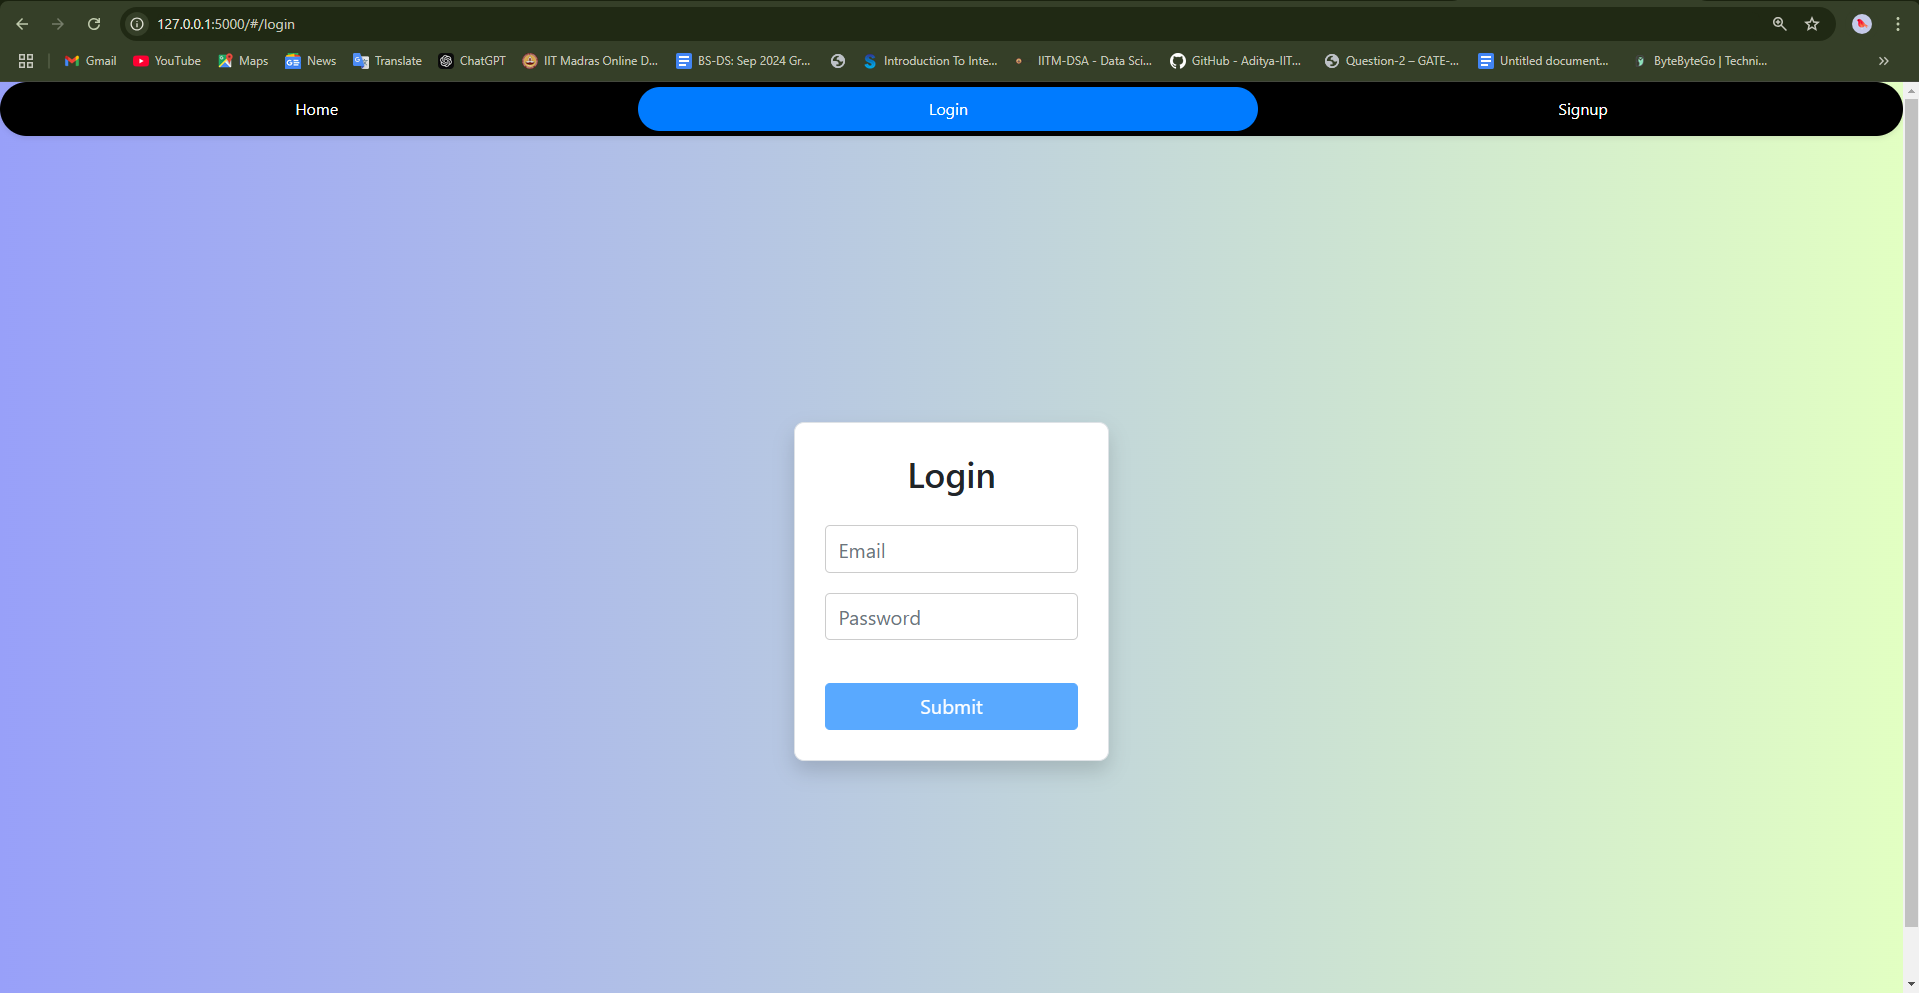 127.0.0.1:5000/#/login
Gmail YouTube Maps News Translate ChatGPT IIT Madras Online D... BS-DS: Sep 2024 Gr... Introduction To Inte... IITM-DSA - Data Sci... GitHub - Aditya-IIT... Question-2 – GATE-... Untitled document... ByteByteGo | Techni...
Home Login Signup
Login
Email
Password
Submit